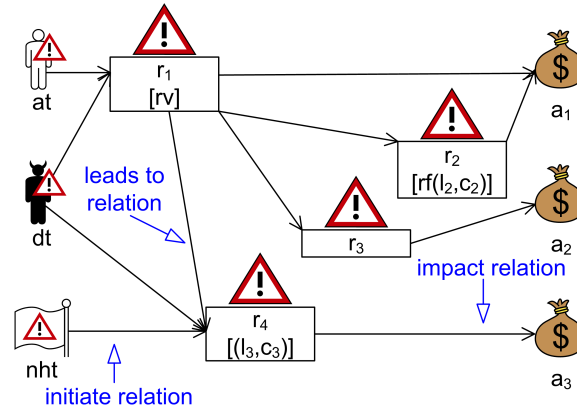 at
r₁
[rv]
$
a₁
r₂
[rf(l₂,c₂)]
leads to
relation
dt
r₃
$
a₂
impact relation
nht
r₄
[(l₃,c₃)]
$
a₃
initiate relation